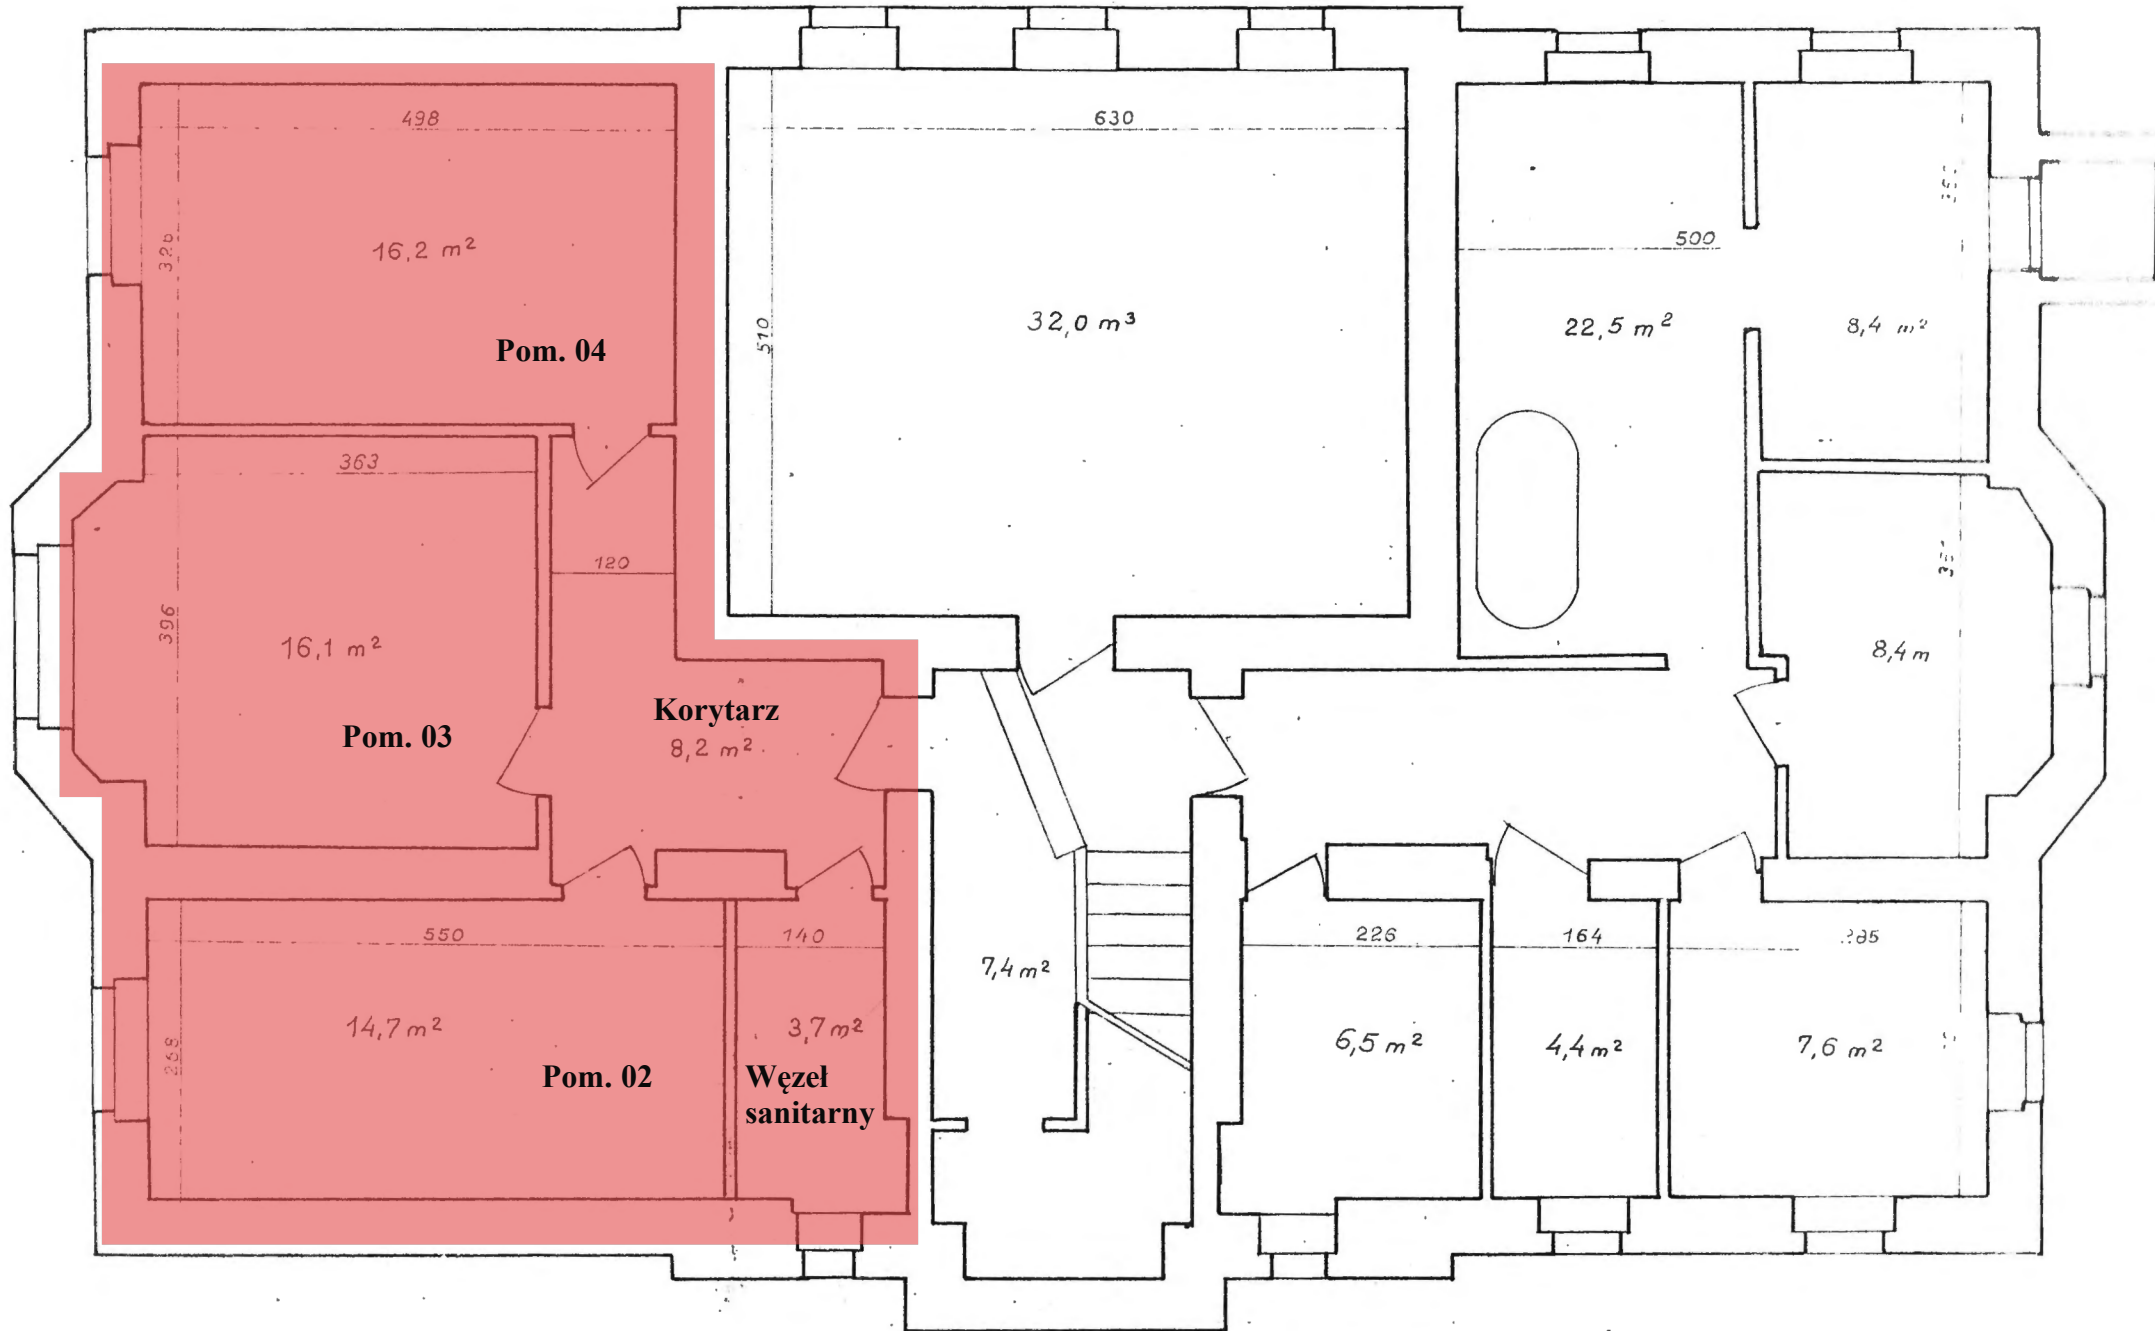 498
630
326
16,2 m²
Pom. 04
510
32,0 m³
500
22,5 m²
8,4 m²
363
120
396
16,1 m²
Pom. 03
Korytarz
8,2 m²
8,4 m
550
140
268
14,7 m²
3,7 m²
Pom. 02
Węzeł
sanitarny
7,4 m²
226
164
6,5 m²
4,4 m²
7,6 m²